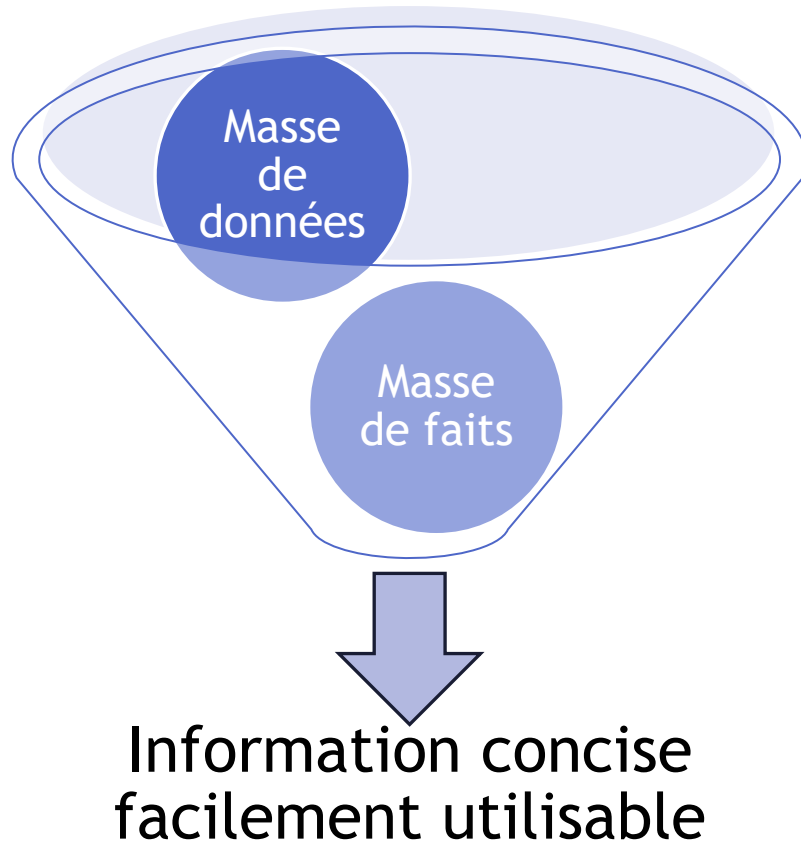 Masse
de
données
Masse
de faits
Information concise
facilement utilisable